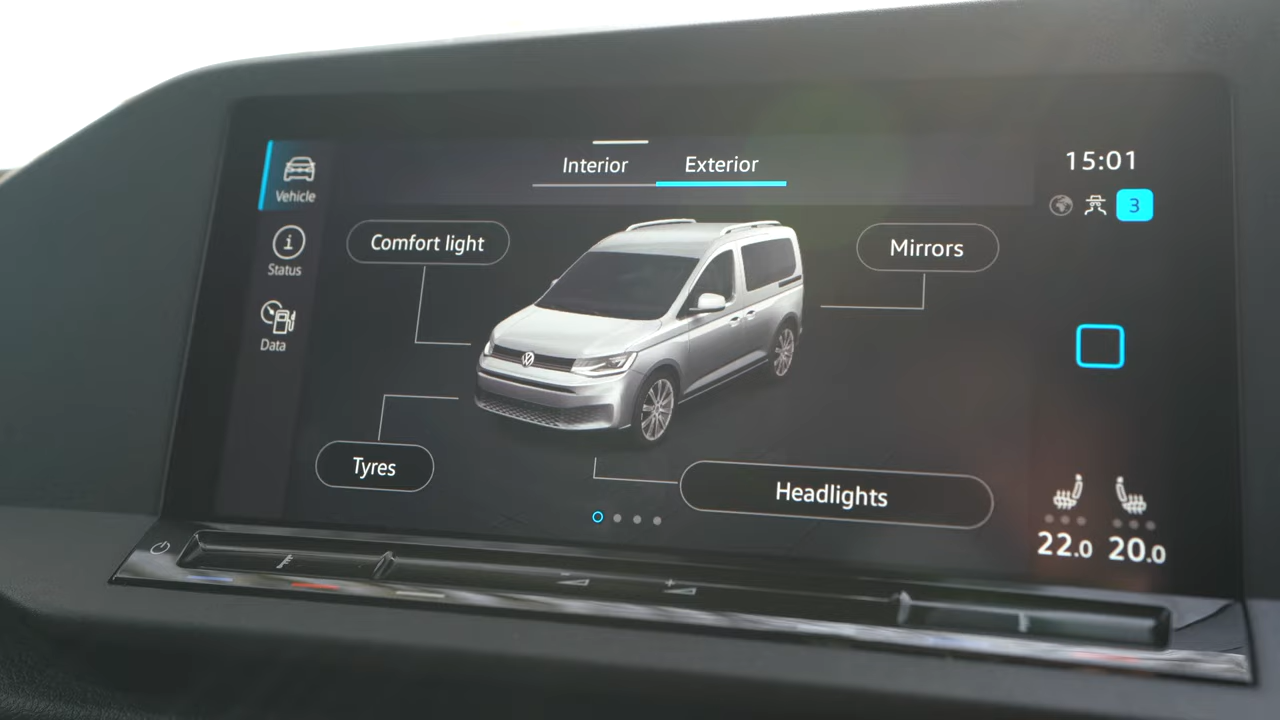 Interior Exterior
15:01
Vehicle
3
Comfort light
Mirrors
Status
Data
Tyres
Headlights
22.0 20.0